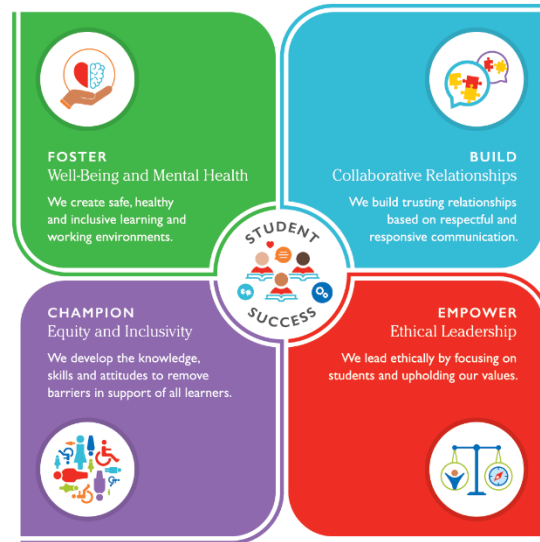 FOSTER
Well-Being and Mental Health
We create safe, healthy
and inclusive learning and
working environments.
BUILD
Collaborative Relationships
We build trusting relationships
based on respectful and
responsive communication.
STUDENT
SUCCESS
CHAMPION
Equity and Inclusivity
We develop the knowledge,
skills and attitudes to remove
barriers in support of all learners.
EMPOWER
Ethical Leadership
We lead ethically by focusing on
students and upholding our values.